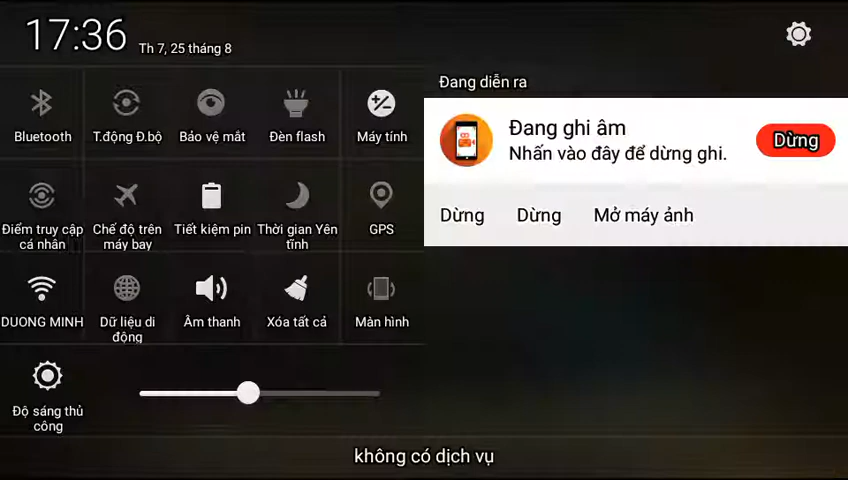 17:36
Th 7, 25 tháng 8
Bluetooth
T.động Đ.bộ
Bảo vệ mắt
Đèn flash
Máy tính
Điểm truy cập
cá nhân
Chế độ trên
máy bay
Tiết kiệm pin
Thời gian Yên
tĩnh
GPS
DUONG MINH
Dữ liệu di
động
Âm thanh
Xóa tất cả
Màn hình
Độ sáng thủ
công
Đang diễn ra
Đang ghi âm
Nhấn vào đây để dừng ghi.
Dừng
Dừng
Dừng
Mở máy ảnh
không có dịch vụ